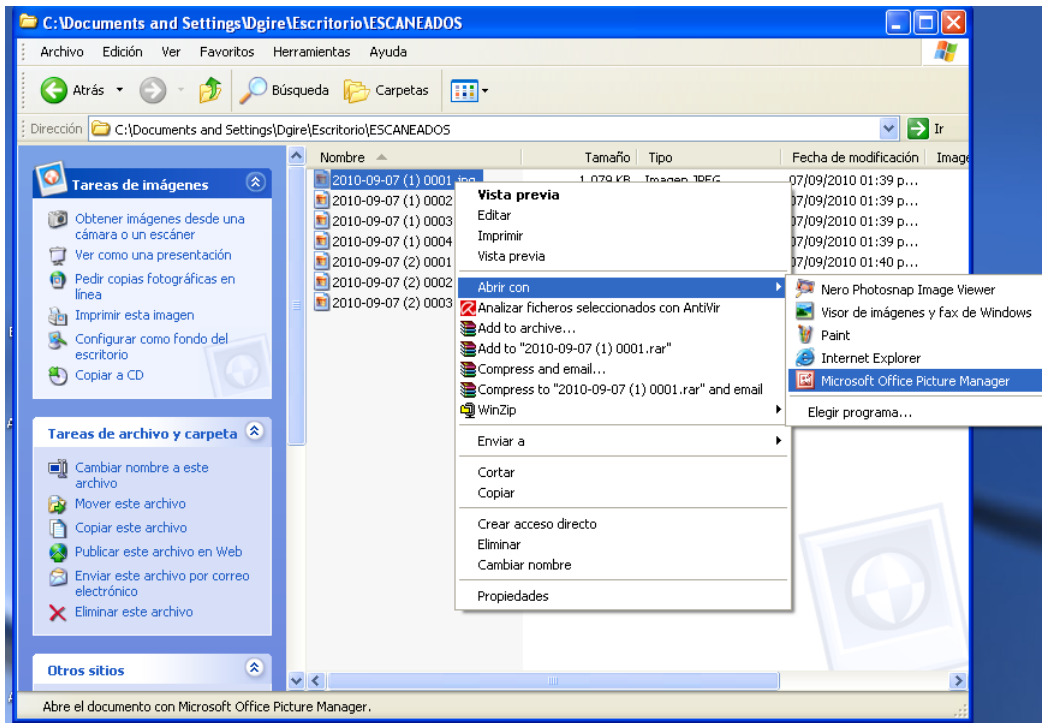 C:\Documents and Settings\Dgire\Escritorio\ESCANEADOS
Archivo Edición Ver Favoritos Herramientas Ayuda
Atrás Búsqueda Carpetas
Dirección C:\Documents and Settings\Dgire\Escritorio\ESCANEADOS Ir
Tareas de imágenes
Obtener imágenes desde una
cámara o un escáner
Ver como una presentación
Pedir copias fotográficas en
línea
Imprimir esta imagen
Configurar como fondo del
escritorio
Copiar a CD
Tareas de archivo y carpeta
Cambiar nombre a este
archivo
Mover este archivo
Copiar este archivo
Publicar este archivo en Web
Enviar este archivo por correo
electrónico
Eliminar este archivo
Otros sitios
Nombre Tamaño Tipo Fecha de modificación Image
2010-09-07 (1) 0001.jpg 1,079 KB Imagen JPEG 07/09/2010 01:39 p...
2010-09-07 (1) 0002 07/09/2010 01:39 p...
2010-09-07 (1) 0003 07/09/2010 01:39 p...
2010-09-07 (1) 0004 07/09/2010 01:39 p...
2010-09-07 (2) 0001 07/09/2010 01:40 p...
2010-09-07 (2) 0002
2010-09-07 (2) 0003
Vista previa
Editar
Imprimir
Vista previa
Abrir con
Analizar ficheros seleccionados con AntiVir
Add to archive...
Add to "2010-09-07 (1) 0001.rar"
Compress and email...
Compress to "2010-09-07 (1) 0001.rar" and email
WinZip
Enviar a
Cortar
Copiar
Crear acceso directo
Eliminar
Cambiar nombre
Propiedades
Nero Photosnap Image Viewer
Visor de imágenes y fax de Windows
Paint
Internet Explorer
Microsoft Office Picture Manager
Elegir programa...
Abre el documento con Microsoft Office Picture Manager.